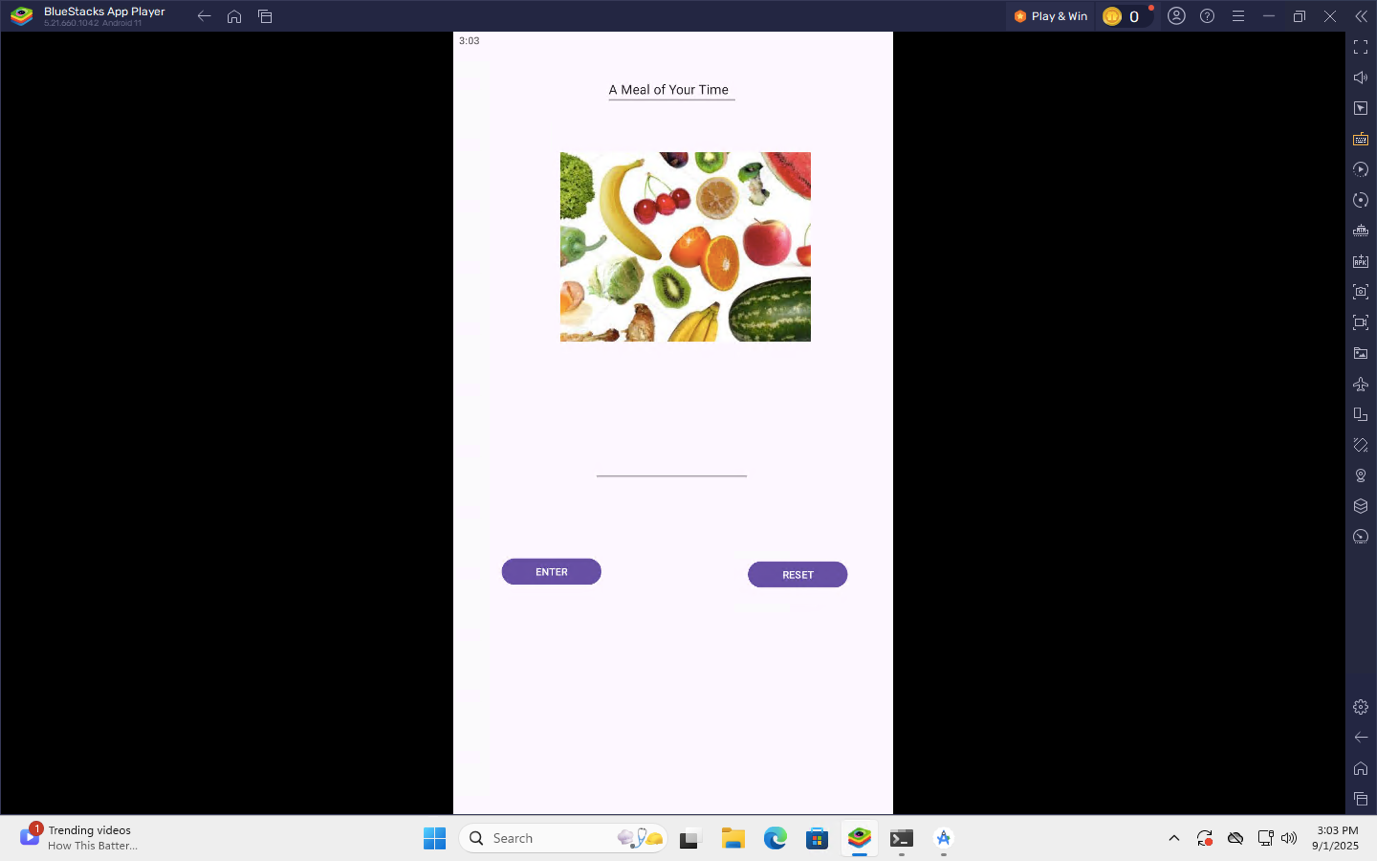 BlueStacks App Player
5.21.660.1042 Android 11
Play & Win
0
3:03
A Meal of Your Time
ENTER
RESET
1
Trending videos
How This Batter...
Search
3:03 PM
9/1/2025